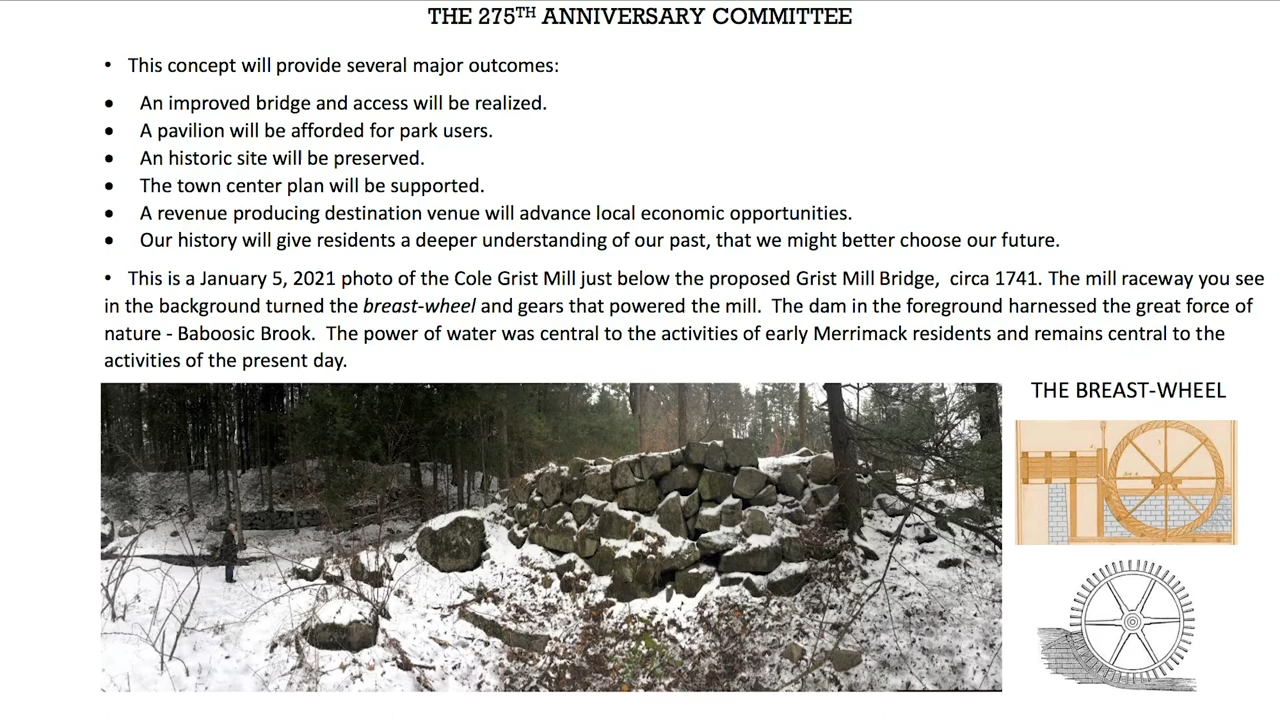 THE 275TH ANNIVERSARY COMMITTEE
• This concept will provide several major outcomes:
• An improved bridge and access will be realized.
• A pavilion will be afforded for park users.
• An historic site will be preserved.
• The town center plan will be supported.
• A revenue producing destination venue will advance local economic opportunities.
• Our history will give residents a deeper understanding of our past, that we might better choose our future.
• This is a January 5, 2021 photo of the Cole Grist Mill just below the proposed Grist Mill Bridge, circa 1741. The mill raceway you see
in the background turned the breast-wheel and gears that powered the mill. The dam in the foreground harnessed the great force of
nature - Baboosic Brook. The power of water was central to the activities of early Merrimack residents and remains central to the
activities of the present day.
THE BREAST-WHEEL